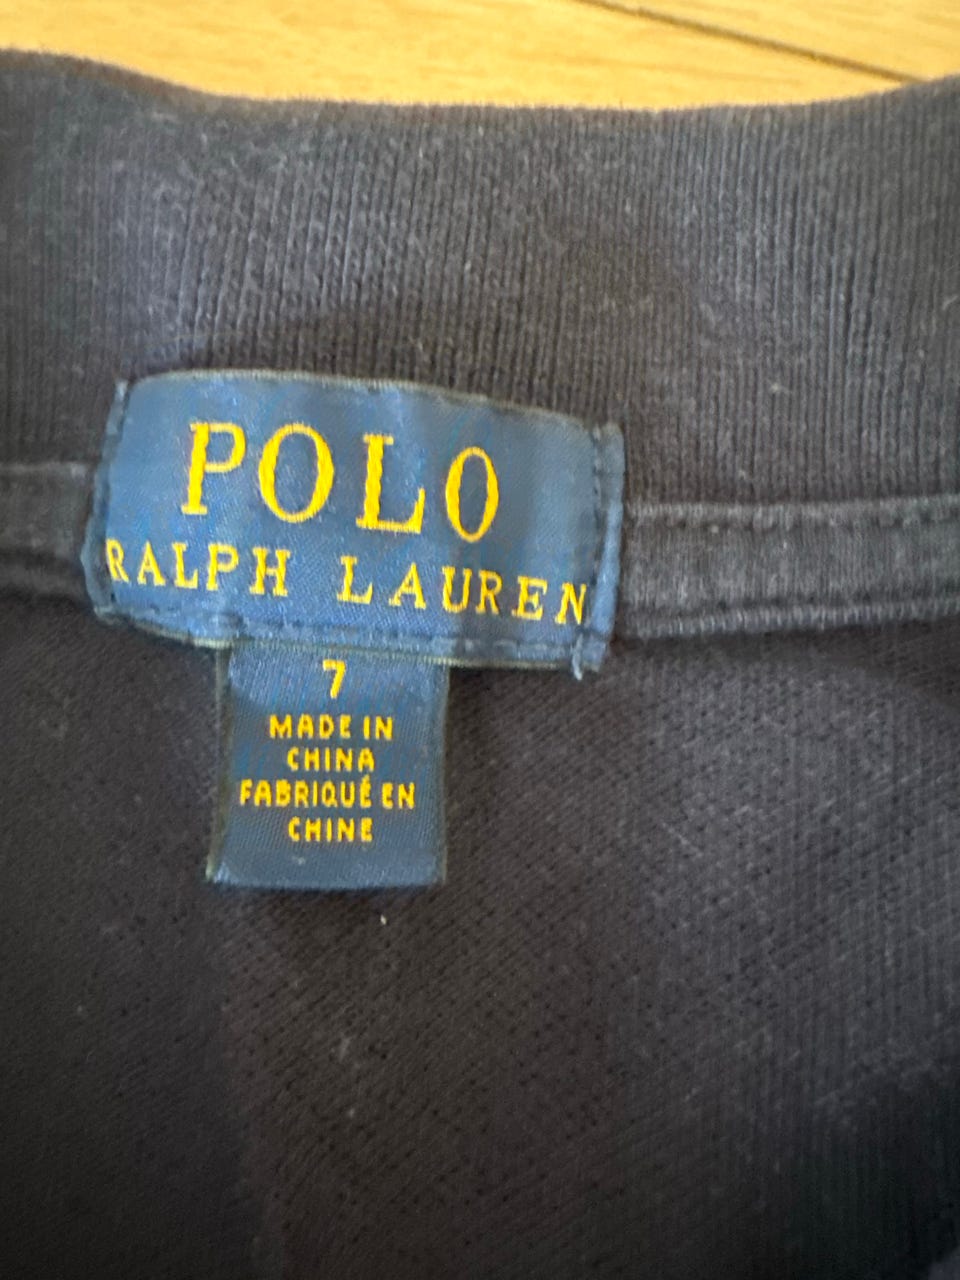 POLO
RALPH LAUREN
7
MADE IN
CHINA
FABRIQUÉ EN
CHINE